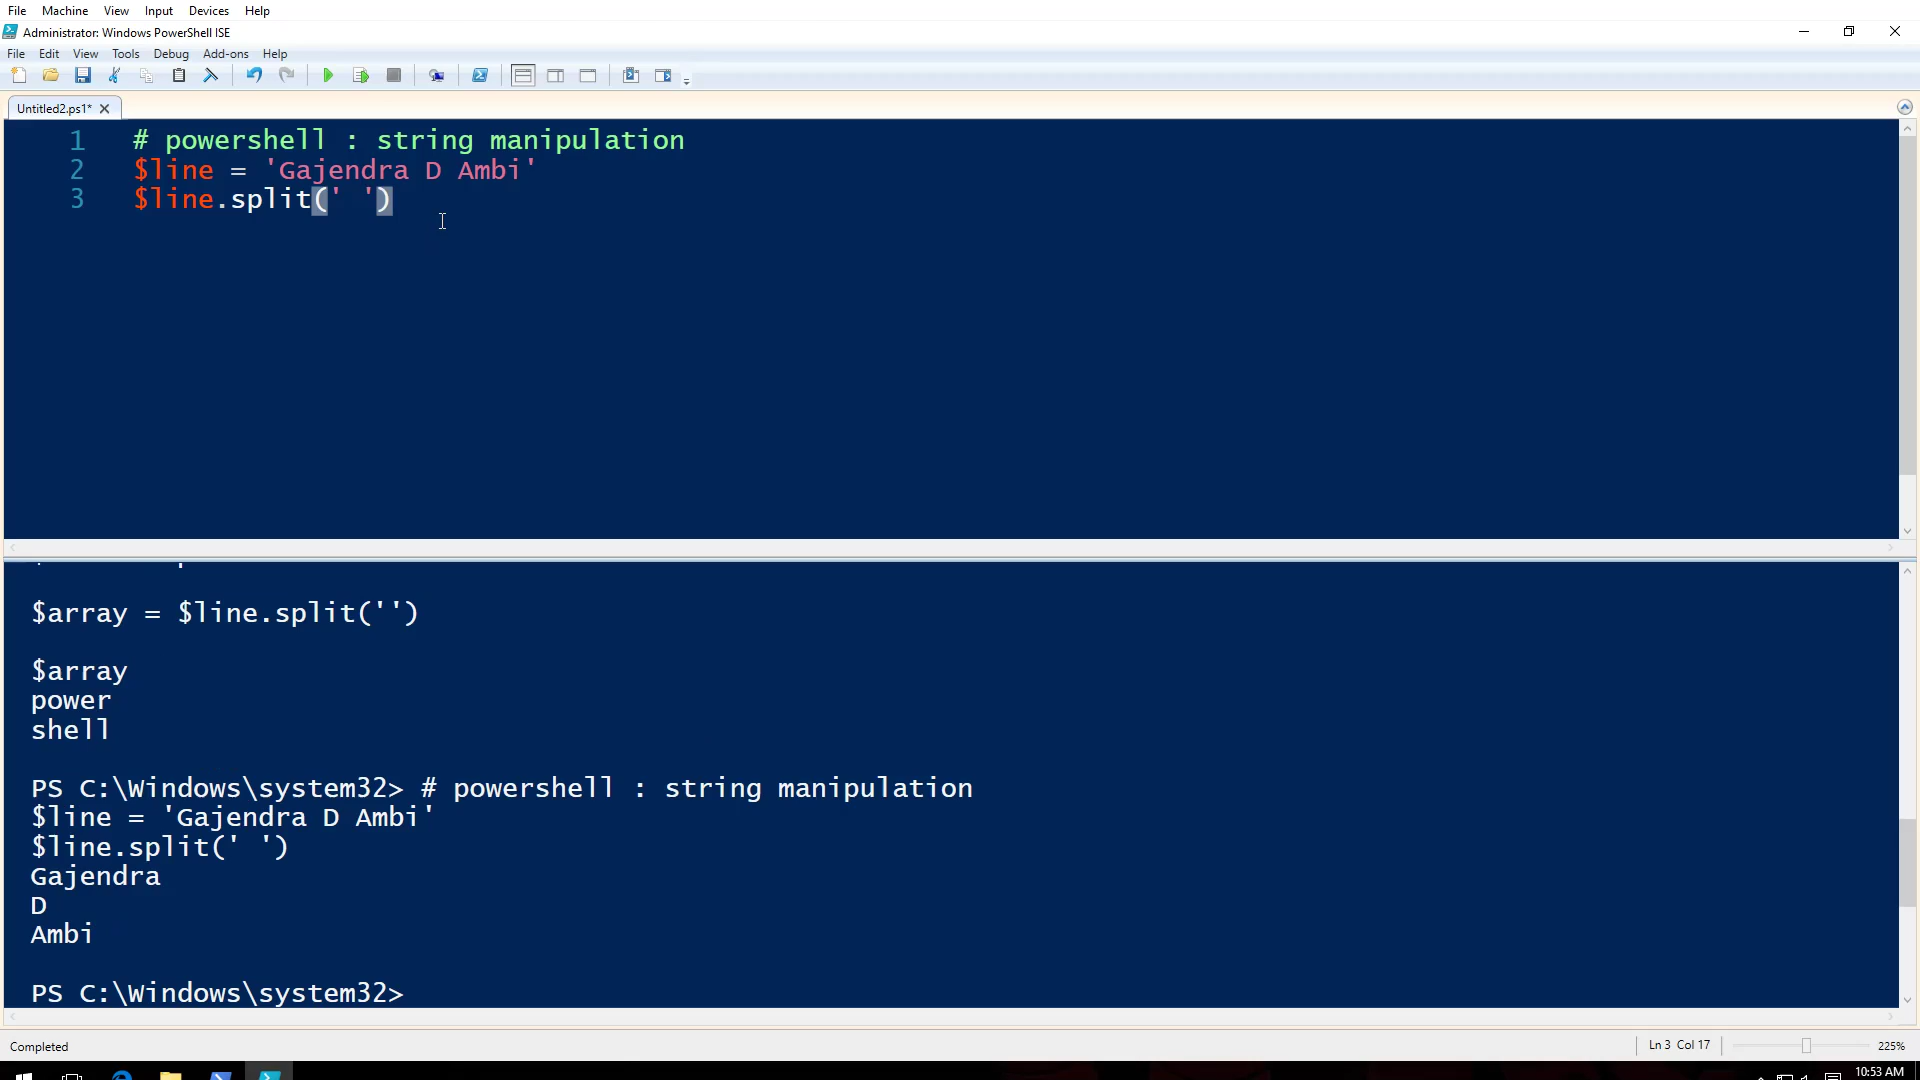 File Machine View Input Devices Help
Administrator: Windows PowerShell ISE
File Edit View Tools Debug Add-ons Help
Untitled2.ps1*
1 # powershell : string manipulation
2 $line = 'Gajendra D Ambi'
3 $line.split(' ')
$array = $line.split('')
$array
power
shell
PS C:\Windows\system32> # powershell : string manipulation
$line = 'Gajendra D Ambi'
$line.split(' ')
Gajendra
D
Ambi
PS C:\Windows\system32>
Completed Ln 3 Col 17 225%
10:53 AM